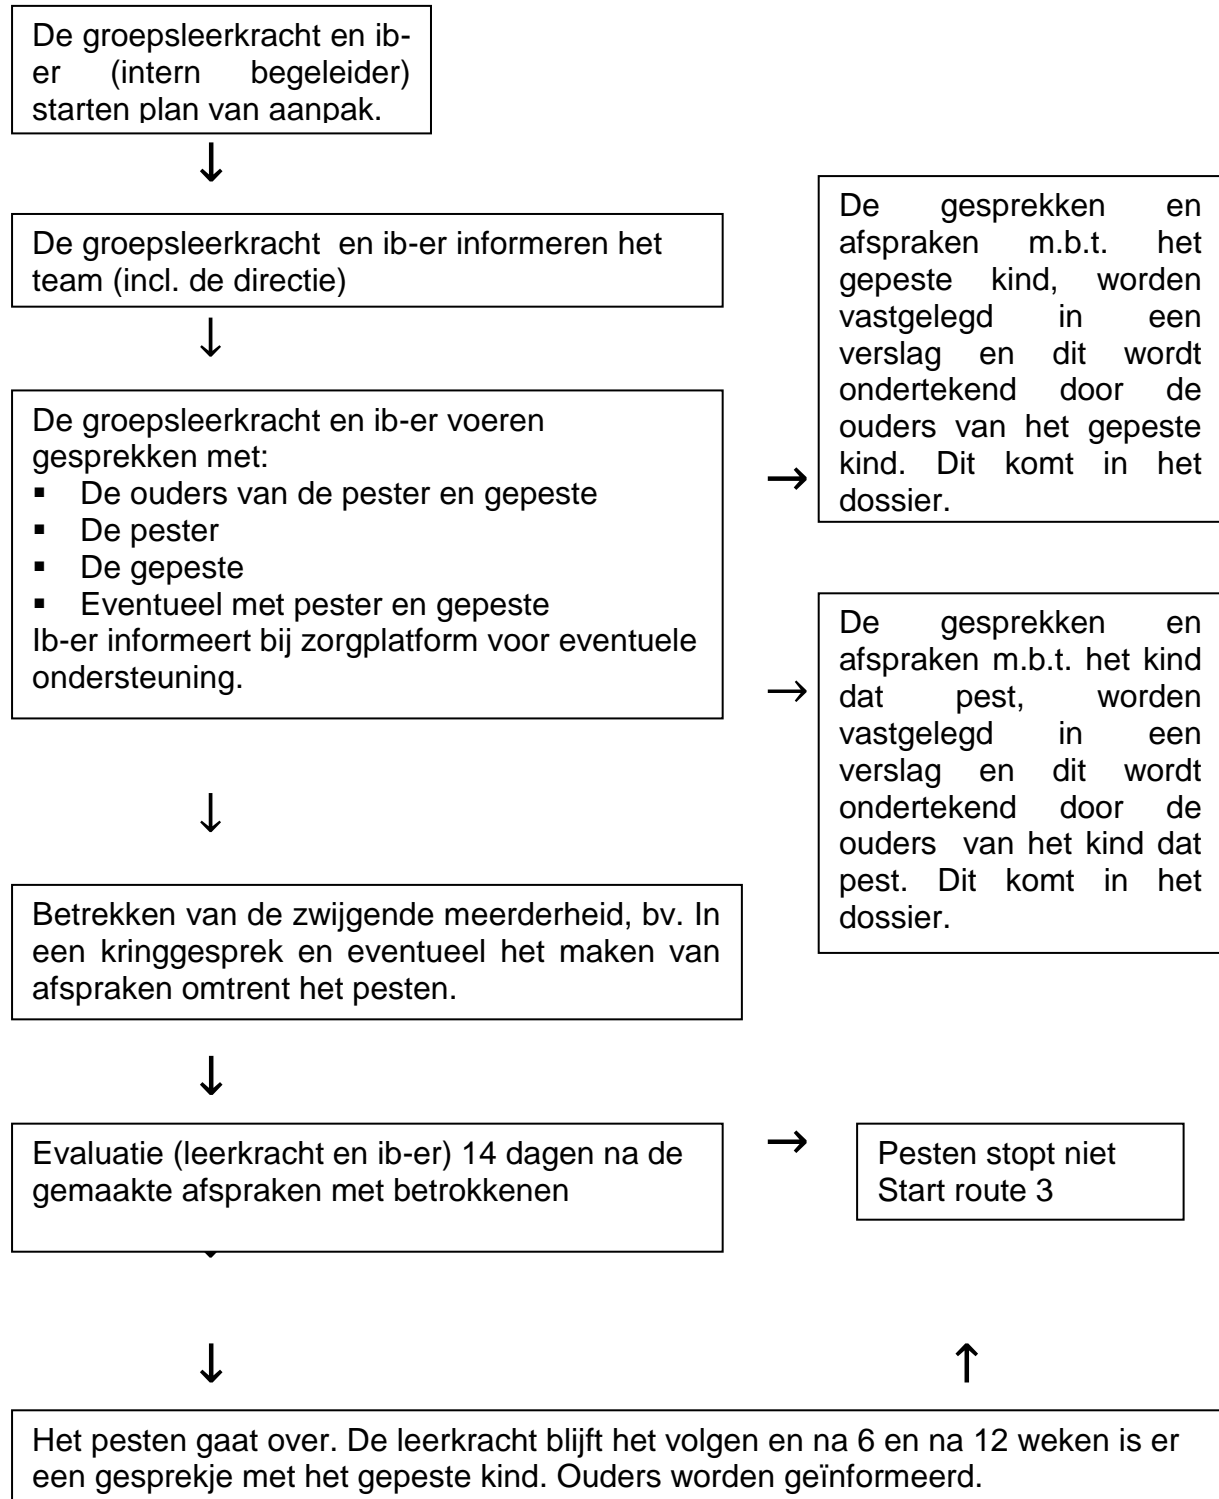 De groepsleerkracht en ib-
er (intern begeleider)
starten plan van aanpak.
↓
De groepsleerkracht en ib-er informeren het
team (incl. de directie)
↓
De groepsleerkracht en ib-er voeren
gesprekken met:
▪ De ouders van de pester en gepeste
▪ De pester
▪ De gepeste
▪ Eventueel met pester en gepeste
Ib-er informeert bij zorgplatform voor eventuele
ondersteuning.
→
De gesprekken en
afspraken m.b.t. het
gepeste kind, worden
vastgelegd in een
verslag en dit wordt
ondertekend door de
ouders van het gepeste
kind. Dit komt in het
dossier.
→
De gesprekken en
afspraken m.b.t. het kind
dat pest, worden
vastgelegd in een
verslag en dit wordt
ondertekend door de
ouders van het kind dat
pest. Dit komt in het
dossier.
↓
Betrekken van de zwijgende meerderheid, bv. In
een kringgesprek en eventueel het maken van
afspraken omtrent het pesten.
↓
Evaluatie (leerkracht en ib-er) 14 dagen na de
gemaakte afspraken met betrokkenen
→
Pesten stopt niet
Start route 3
↓
↑
Het pesten gaat over. De leerkracht blijft het volgen en na 6 en na 12 weken is er
een gesprekje met het gepeste kind. Ouders worden geïnformeerd.